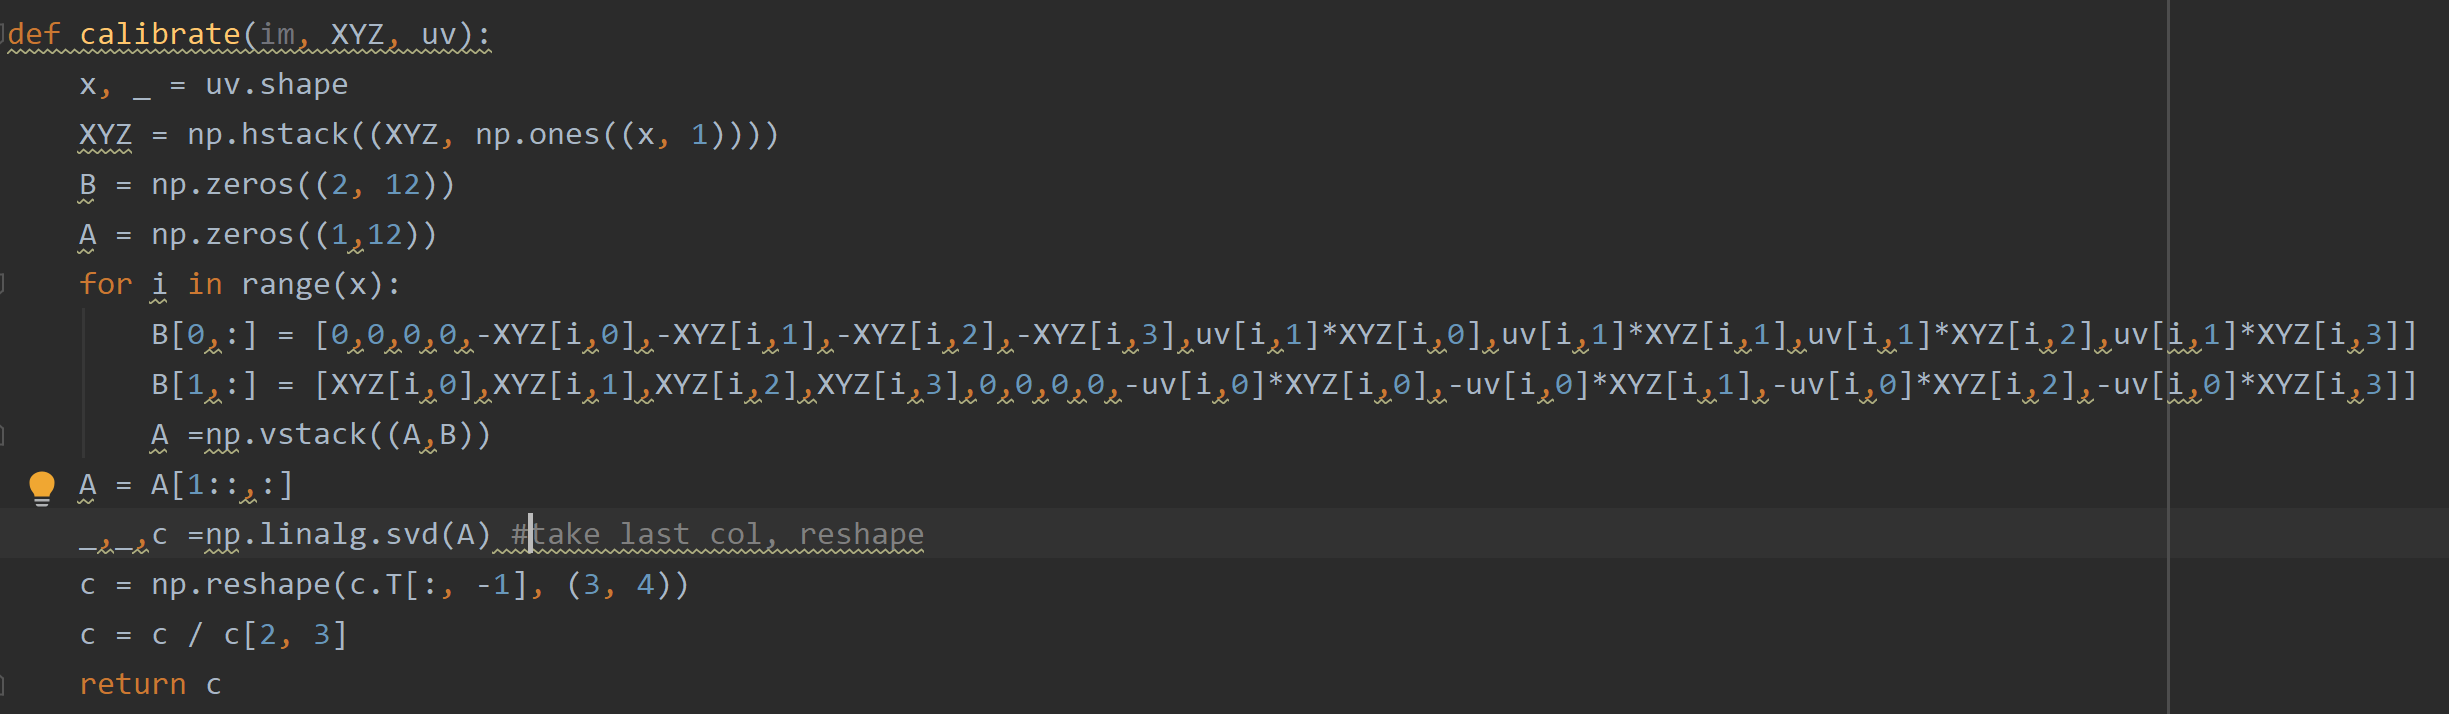 def calibrate(im, XYZ, uv):
    x, _ = uv.shape
    XYZ = np.hstack((XYZ, np.ones((x, 1))))
    B = np.zeros((2, 12))
    A = np.zeros((1,12))
    for i in range(x):
        B[0,:] = [0,0,0,0,-XYZ[i,0],-XYZ[i,1],-XYZ[i,2],-XYZ[i,3],uv[i,1]*XYZ[i,0],uv[i,1]*XYZ[i,1],uv[i,1]*XYZ[i,2],uv[i,1]*XYZ[i,3]]
        B[1,:] = [XYZ[i,0],XYZ[i,1],XYZ[i,2],XYZ[i,3],0,0,0,0,-uv[i,0]*XYZ[i,0],-uv[i,0]*XYZ[i,1],-uv[i,0]*XYZ[i,2],-uv[i,0]*XYZ[i,3]]
        A =np.vstack((A,B))
    A = A[1::,:]
    _,_,c =np.linalg.svd(A) #take last col, reshape
    c = np.reshape(c.T[:, -1], (3, 4))
    c = c / c[2, 3]
    return c